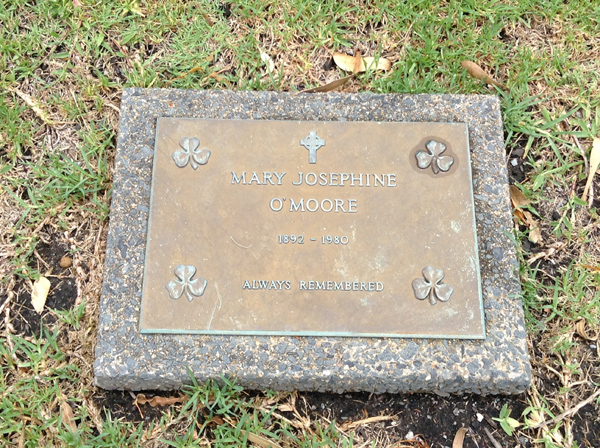 MARY JOSEPHINE
O'MOORE
1892 - 1980
ALWAYS REMEMBERED